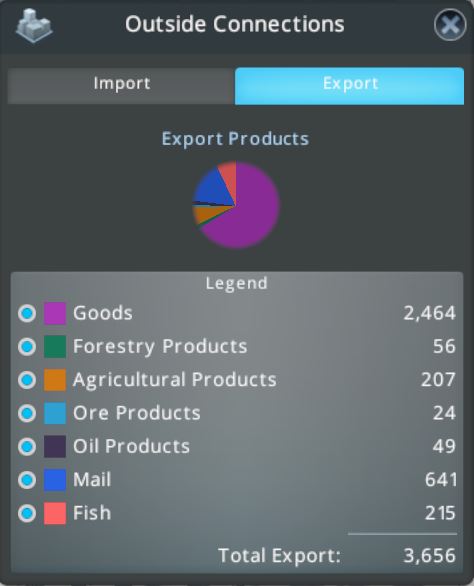 Outside Connections
Import Export
Export Products
Legend
Goods 2,464
Forestry Products 56
Agricultural Products 207
Ore Products 24
Oil Products 49
Mail 641
Fish 215
Total Export: 3,656